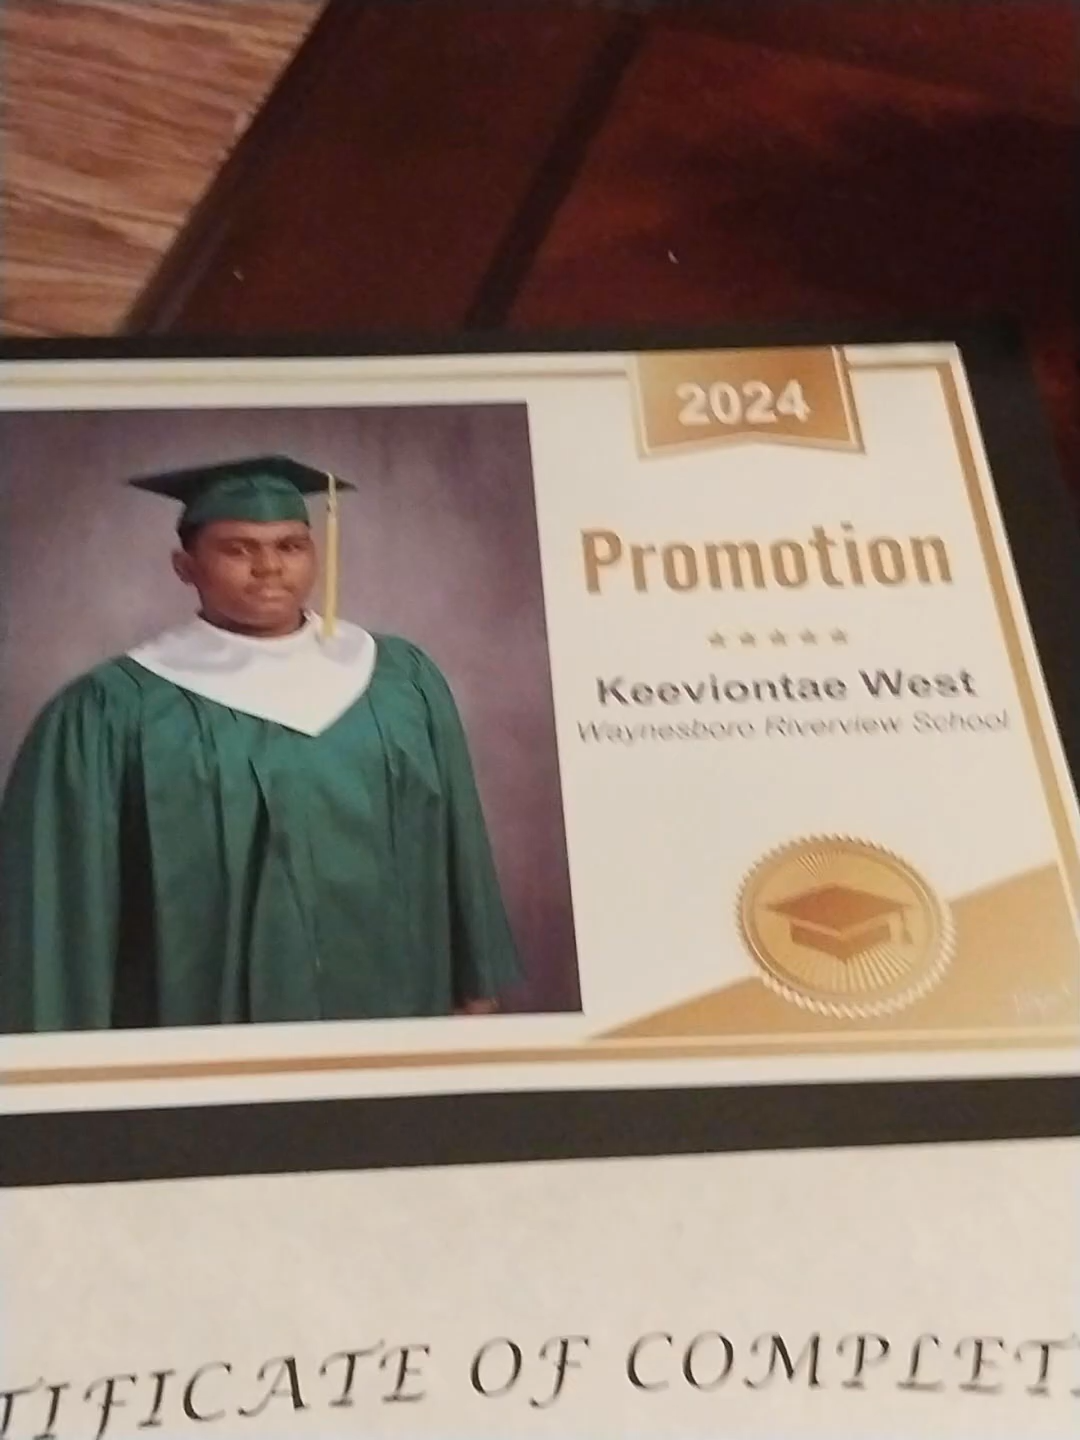 2024
Promotion
Keeviontae West
Waynesboro Riverview School
TIFICATE OF COMPLET